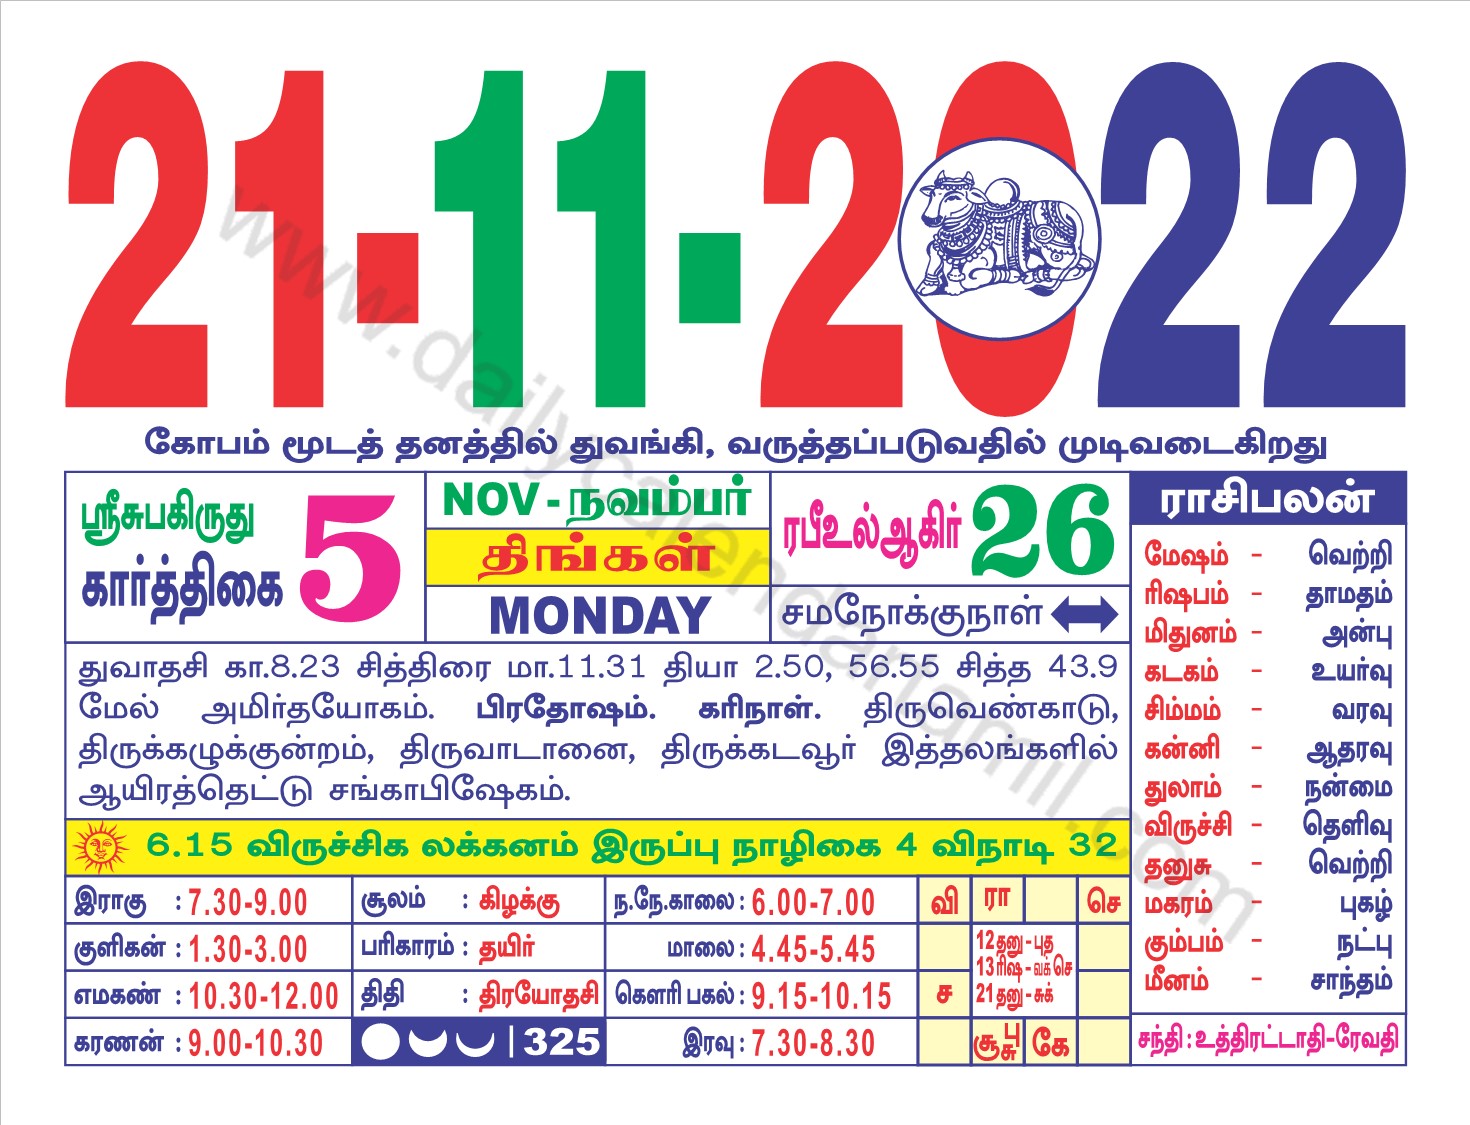 21-11-2022
கோபம் மூடத் தனத்தில் துவங்கி, வருத்தப்படுவதில் முடிவடைகிறது
ஸ்ரீசுபகிருது
கார்த்திகை 5
NOV - நவம்பர்
திங்கள்
MONDAY
ரபீஉல்ஆகிர் 26
சமநோக்குநாள்
துவாதசி கா.8.23 சித்திரை மா.11.31 தியா 2.50, 56.55 சித்த 43.9
மேல் அமிர்தயோகம். பிரதோஷம். கரிநாள். திருவெண்காடு,
திருக்கழுக்குன்றம், திருவாடானை, திருக்கடவூர் இததலங்களில்
ஆயிரத்தெட்டு சங்காபிஷேகம்.
6.15 விருச்சிக லக்கனம் இருப்பு நாழிகை 4 விநாடி 32
இராகு : 7.30-9.00
குளிகன் : 1.30-3.00
எமகண் : 10.30-12.00
கரணன் : 9.00-10.30
சூலம் : கிழக்கு
பரிகாரம் : தயிர்
திதி : திரயோதசி
325
ந.நே.காலை : 6.00-7.00
மாலை : 4.45-5.45
கௌரி பகல் : 9.15-10.15
இரவு : 7.30-8.30
வி ரா செ
12 தனு - புத
13 ரிஷ - வக் செ
21 தனு - சுக்
ச
சூ பு சு கே
ராசிபலன்
மேஷம் - வெற்றி
ரிஷபம் - தாமதம்
மிதுனம் - அன்பு
கடகம் - உயர்வு
சிம்மம் - வரவு
கன்னி - ஆதரவு
துலாம் - நன்மை
விருச்சி - தெளிவு
தனுசு - வெற்றி
மகரம் - புகழ்
கும்பம் - நட்பு
மீனம் - சாந்தம்
சந்தி : உத்திரட்டாதி-ரேவதி
www.dailycalendartamil.com